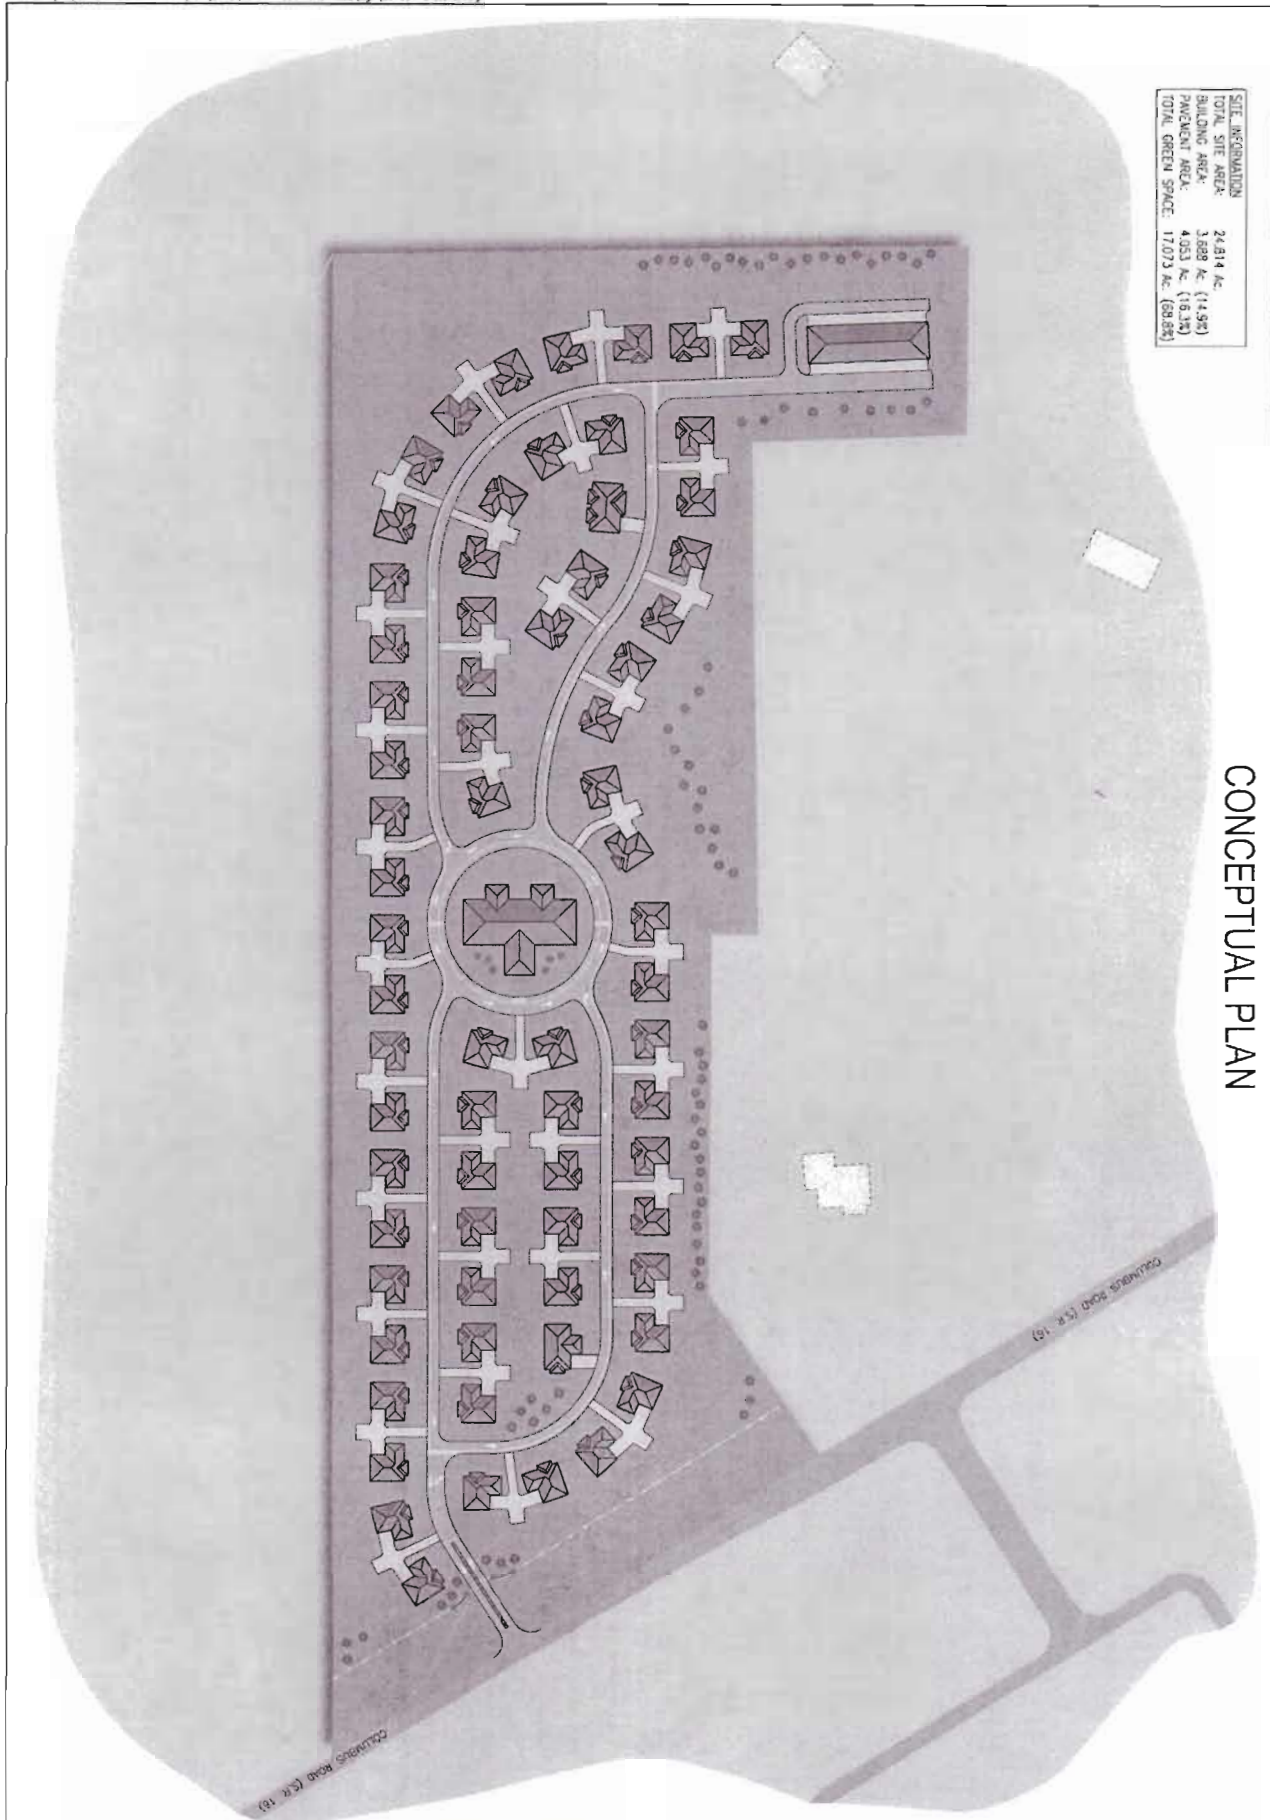 SITE INFORMATION
TOTAL SITE AREA: 24.814 Ac.
BUILDING AREA: 3.688 Ac. (14.9%)
PAVEMENT AREA: 4.053 Ac. (16.3%)
TOTAL GREEN SPACE: 17.073 Ac. (68.8%)
CONCEPTUAL PLAN
COLUMBUS ROAD (S.R. 16)
COLUMBUS ROAD (S.R. 16)